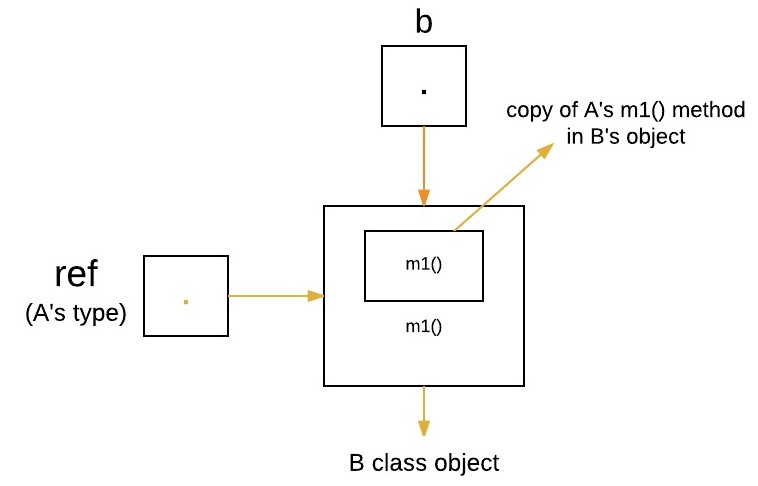 b
copy of A's m1() method
in B's object
m1()
ref
(A's type)
m1()
B class object